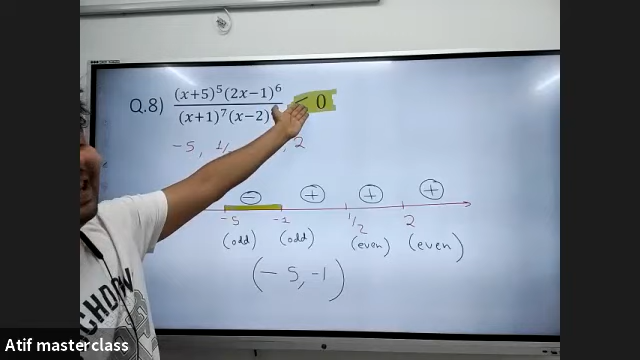 Q.8) (x+5)⁵(2x−1)⁶
(x+1)⁷(x−2) < 0
−5, 2
− + + +
−5 −1 1/2 2
(odd) (odd) (even) (even)
(−5, −1)
Atif masterclass